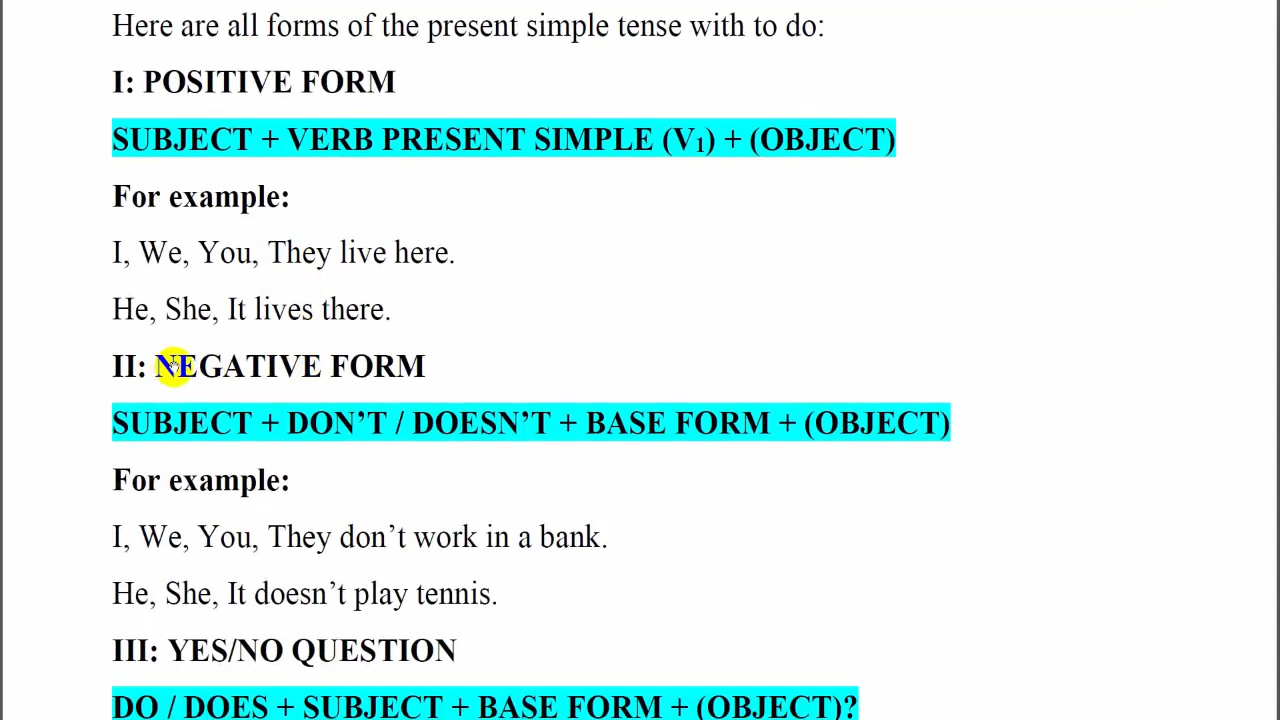 Here are all forms of the present simple tense with to do:
I: POSITIVE FORM
SUBJECT + VERB PRESENT SIMPLE (V₁) + (OBJECT)
For example:
I, We, You, They live here.
He, She, It lives there.
II: NEGATIVE FORM
SUBJECT + DON’T / DOESN’T + BASE FORM + (OBJECT)
For example:
I, We, You, They don’t work in a bank.
He, She, It doesn’t play tennis.
III: YES/NO QUESTION
DO / DOES + SUBJECT + BASE FORM + (OBJECT)?